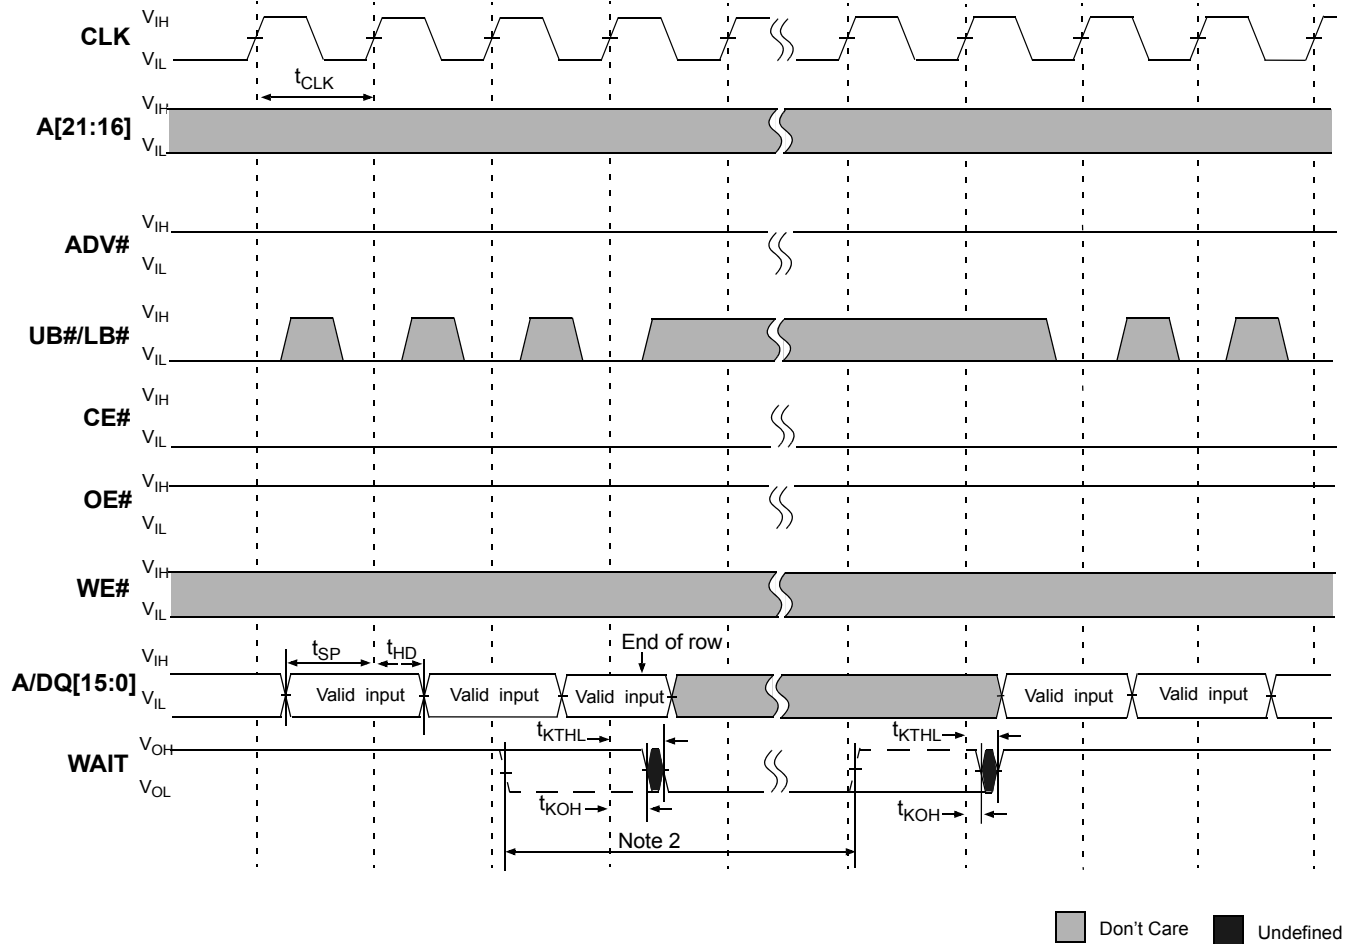 CLK
VIH
VIL
tCLK
A[21:16]
VIH
VIL
ADV#
VIH
VIL
UB#/LB#
VIH
VIL
CE#
VIH
VIL
OE#
VIH
VIL
WE#
VIH
VIL
A/DQ[15:0]
VIH
VIL
tSP
tHD
End of row
Valid input
Valid input
Valid input
Valid input
Valid input
WAIT
VOH
VOL
tKTHL
tKTHL
tKOH
tKOH
Note 2
Don't Care
Undefined